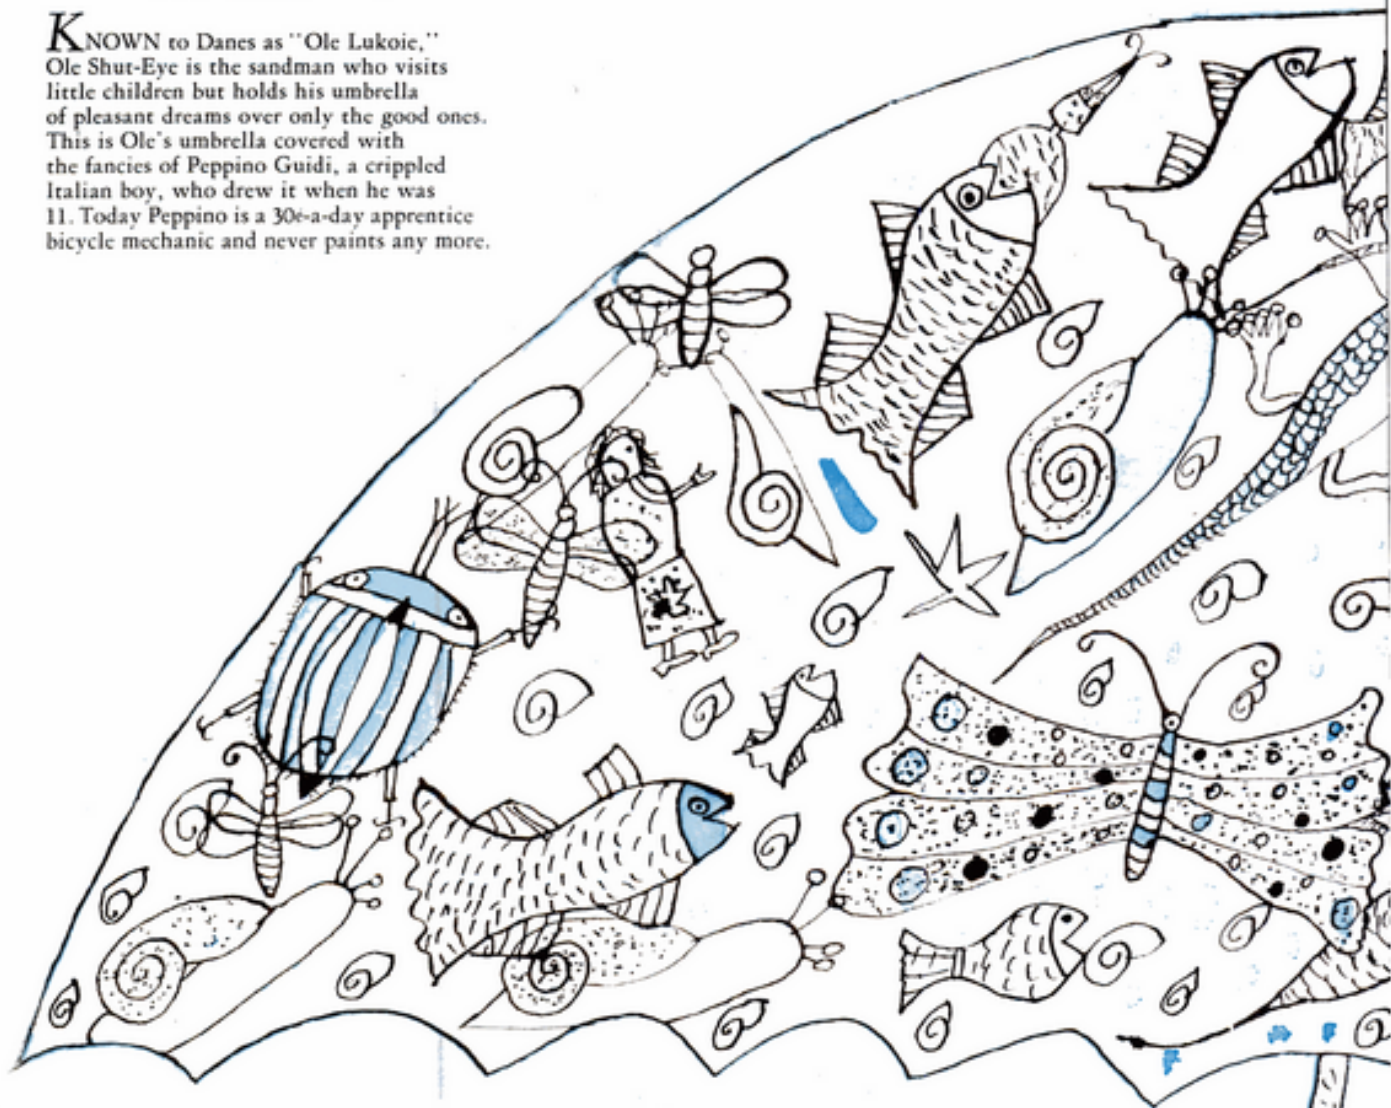 KNOWN to Danes as "Ole Lukoie,"
Ole Shut-Eye is the sandman who visits
little children but holds his umbrella
of pleasant dreams over only the good ones.
This is Ole's umbrella covered with
the fancies of Peppino Guidi, a crippled
Italian boy, who drew it when he was
11. Today Peppino is a 30¢-a-day apprentice
bicycle mechanic and never paints any more.